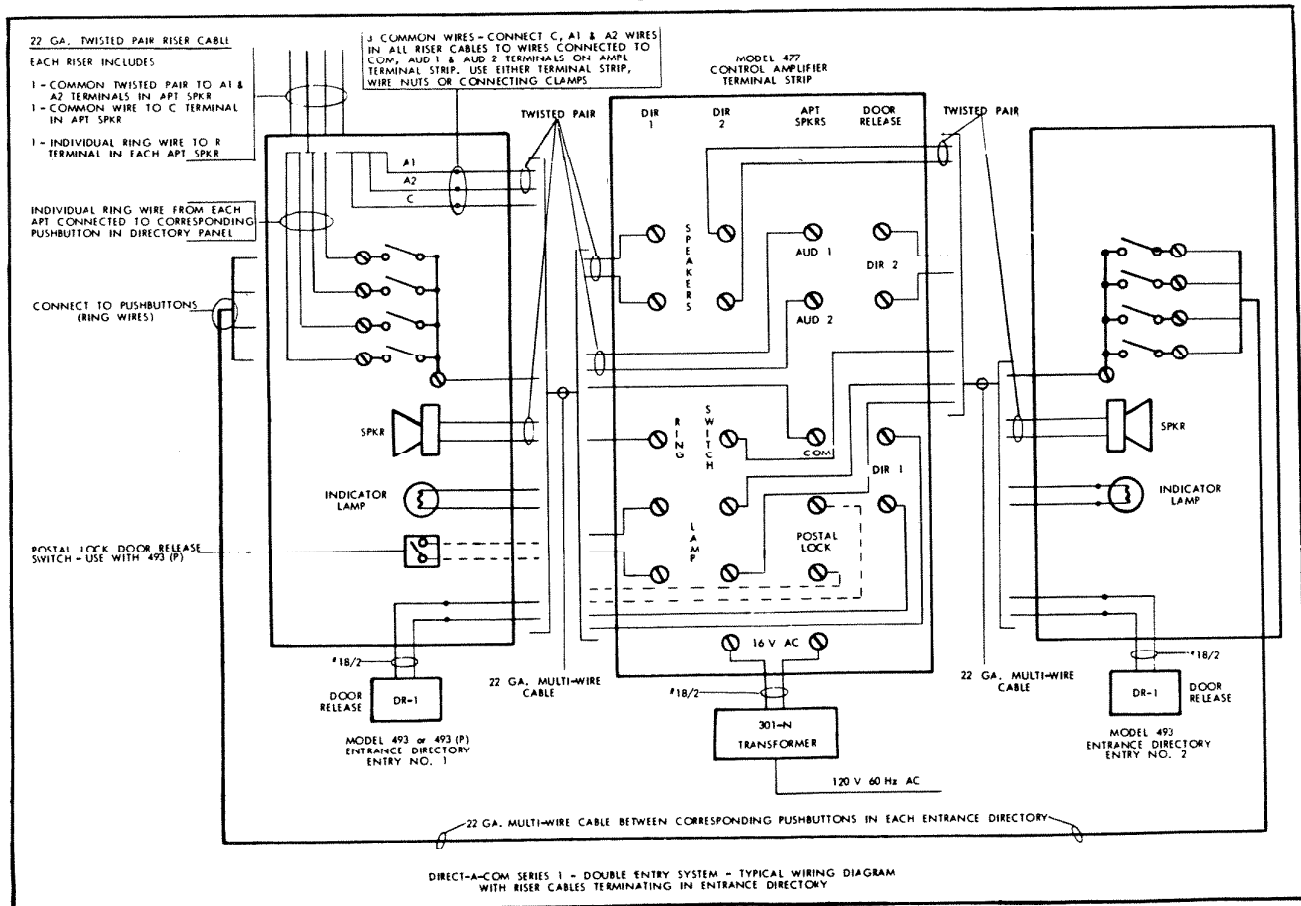 22 GA. TWISTED PAIR RISER CABLE
EACH RISER INCLUDES
1 - COMMON TWISTED PAIR TO A1 &
A2 TERMINALS IN APT SPKR
1 - COMMON WIRE TO C TERMINAL
IN APT SPKR
1 - INDIVIDUAL RING WIRE TO R
TERMINAL IN EACH APT SPKR
3 COMMON WIRES - CONNECT C, A1 & A2 WIRES
IN ALL RISER CABLES TO WIRES CONNECTED TO
COM, AUD 1 & AUD 2 TERMINALS ON AMPL
TERMINAL STRIP. USE EITHER TERMINAL STRIP,
WIRE NUTS OR CONNECTING CLAMPS
MODEL 477
CONTROL AMPLIFIER
TERMINAL STRIP
TWISTED PAIR
DIR
1
DIR
2
APT
SPKRS
DOOR
RELEASE
TWISTED PAIR
A1
A2
C
INDIVIDUAL RING WIRE FROM EACH
APT CONNECTED TO CORRESPONDING
PUSHBUTTON IN DIRECTORY PANEL
SPEAKERS
AUD 1
DIR 2
AUD 2
CONNECT TO PUSHBUTTONS
(RING WIRES)
SPKR
RING
SWITCH
COM
DIR 1
SPKR
INDICATOR
LAMP
LAMP
POSTAL
LOCK
INDICATOR
LAMP
POSTAL LOCK DOOR RELEASE
SWITCH - USE WITH 493 (P)
16 V AC
#18/2
22 GA. MULTI-WIRE
CABLE
#18/2
22 GA. MULTI-WIRE
CABLE
#18/2
DOOR
RELEASE
DR-1
301-N
TRANSFORMER
DR-1
DOOR
RELEASE
MODEL 493 or 493 (P)
ENTRANCE DIRECTORY
ENTRY NO. 1
MODEL 493
ENTRANCE DIRECTORY
ENTRY NO. 2
120 V 60 Hz AC
22 GA. MULTI-WIRE CABLE BETWEEN CORRESPONDING PUSHBUTTONS IN EACH ENTRANCE DIRECTORY
DIRECT-A-COM SERIES 1 - DOUBLE ENTRY SYSTEM - TYPICAL WIRING DIAGRAM
WITH RISER CABLES TERMINATING IN ENTRANCE DIRECTORY